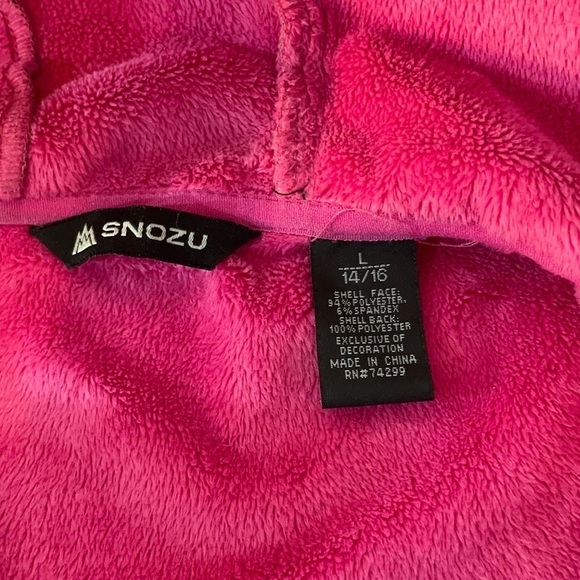 SNOZU
L
14/16
SHELL FACE:
94% POLYESTER,
6% SPANDEX
SHELL BACK:
100% POLYESTER
EXCLUSIVE OF
DECORATION
MADE IN CHINA
RN#74299